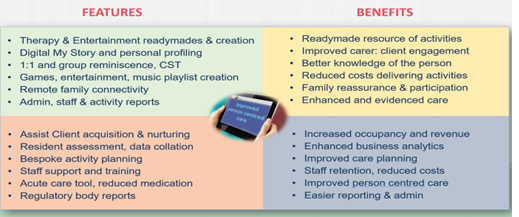 FEATURES
BENEFITS
Therapy & Entertainment readymades & creation
Digital My Story and personal profiling
1:1 and group reminiscence, CST
Games, entertainment, music playlist creation
Remote family connectivity
Admin, staff & activity reports
Readymade resource of activities
Improved carer: client engagement
Better knowledge of the person
Reduced costs delivering activities
Family reassurance & participation
Enhanced and evidenced care
Improved
person centred
care
Assist Client acquisition & nurturing
Resident assessment, data collation
Bespoke activity planning
Staff support and training
Acute care tool, reduced medication
Regulatory body reports
Increased occupancy and revenue
Enhanced business analytics
Improved care planning
Staff retention, reduced costs
Improved person centred care
Easier reporting & admin